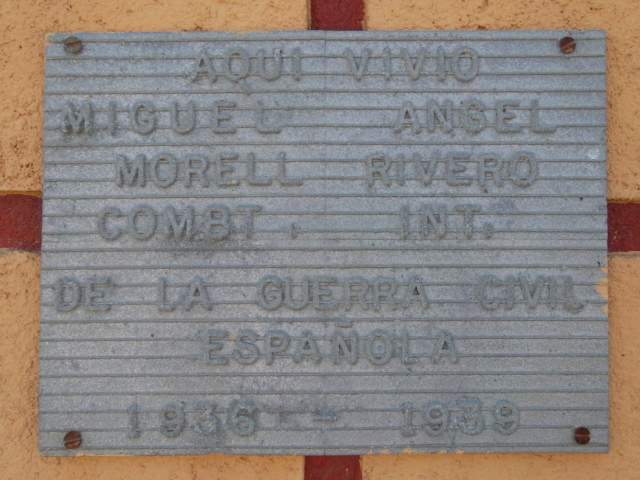 AQUI VIVIO
MIGUEL ANGEL
MORELL RIVERO
COMBT. INT.
DE LA GUERRA CIVIL
ESPAÑOLA
1936 - 1939